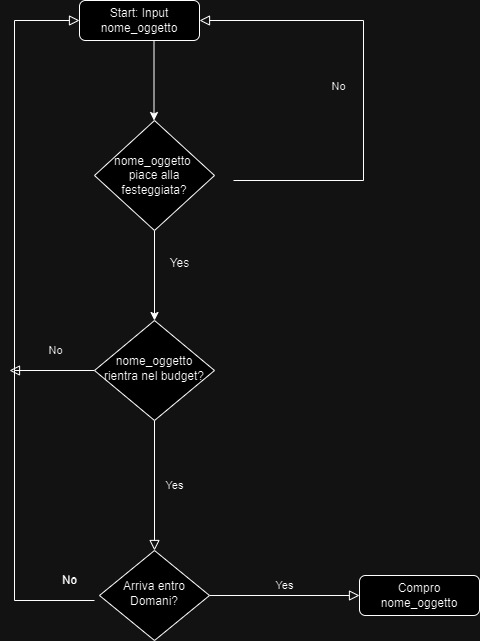 Start: Input
nome_oggetto
No
nome_oggetto
piace alla
festeggiata?
Yes
No
nome_oggetto
rientra nel budget?
Yes
No
Arriva entro
Domani?
Yes
Compro
nome_oggetto